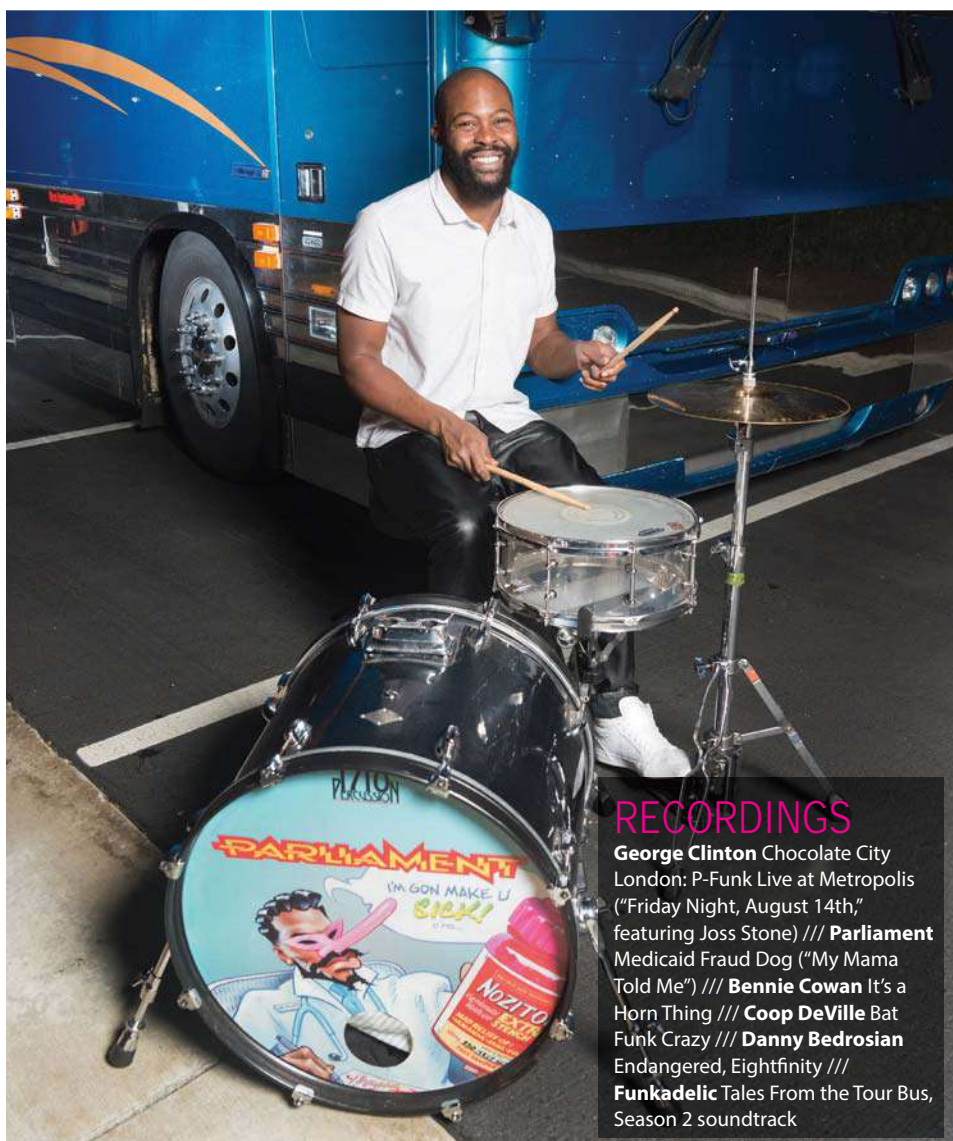 PERCUSSION
PARLIAMENT
I'M GON MAKE U
SICK!
NOZITO
EXTRA
RECORDINGS
George Clinton Chocolate City
London: P-Funk Live at Metropolis
(“Friday Night, August 14th,”
featuring Joss Stone) /// Parliament
Medicaid Fraud Dog (“My Mama
Told Me”) /// Bennie Cowan It’s a
Horn Thing /// Coop DeVille Bat
Funk Crazy /// Danny Bedrosian
Endangered, Eightfinity ///
Funkadelic Tales From the Tour Bus,
Season 2 soundtrack